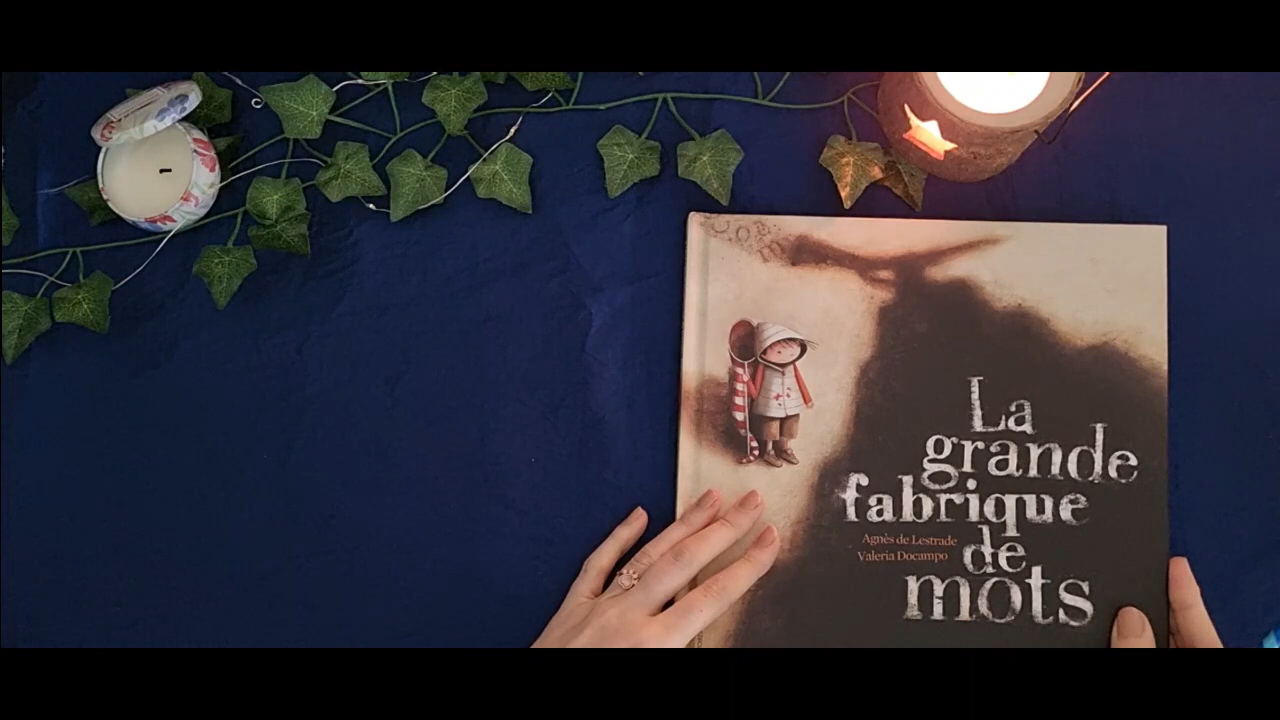 La
grande
fabrique
Agnès de Lestrade
Valeria Docampo
de
mots